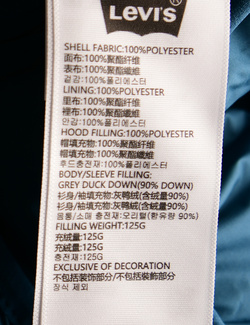 Levi's
SHELL FABRIC:100%POLYESTER
面布:100%聚酯纤维
表布:100%聚酯纖維
겉감:100%폴리에스터
LINING:100%POLYESTER
里布:100%聚酯纤维
裡布:100%聚酯纖維
안감:100%폴리에스터
HOOD FILLING:100%POLYESTER
帽填充物:100%聚酯纤维
帽填充物:100%聚酯纖維
후드충전재:100%폴리에스터
BODY/SLEEVE FILLING:
GREY DUCK DOWN(90% DOWN)
衫身/袖填充物:灰鸭绒(含绒量90%)
衫身/袖填充物:灰鴨絨(含絨量90%)
몸통/소매 충전재:오리털(함유량 90%)
FILLING WEIGHT:125G
充绒量:125G
充絨量:125G
충전재:125G
EXCLUSIVE OF DECORATION
不包括装饰部分/不包括裝飾部分
장식 제외